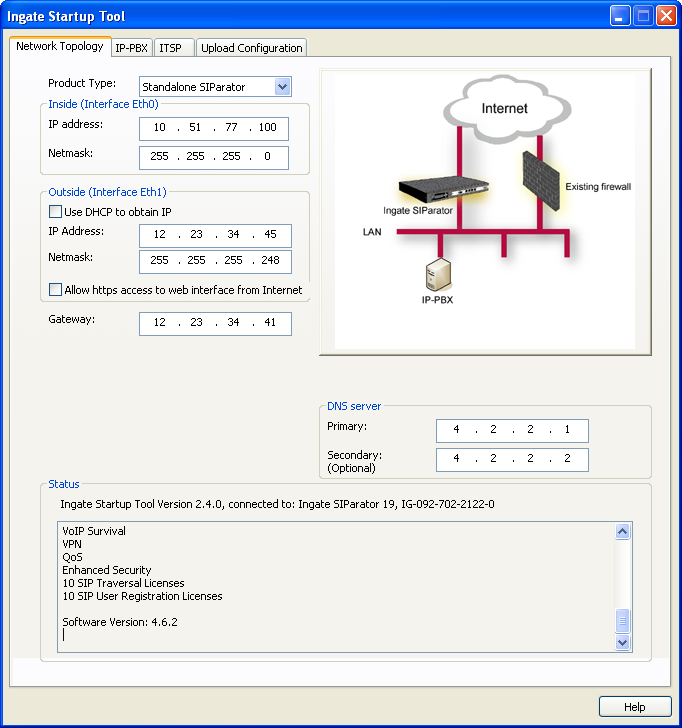 Ingate Startup Tool
Network Topology IP-PBX ITSP Upload Configuration
Product Type: Standalone SIParator
Inside (Interface Eth0)
IP address: 10 . 51 . 77 . 100
Netmask: 255 . 255 . 255 . 0
Outside (Interface Eth1)
Use DHCP to obtain IP
IP Address: 12 . 23 . 34 . 45
Netmask: 255 . 255 . 255 . 248
Allow https access to web interface from Internet
Gateway: 12 . 23 . 34 . 41
Internet
Existing firewall
Ingate SIParator
LAN
IP-PBX
DNS server
Primary: 4 . 2 . 2 . 1
Secondary: 4 . 2 . 2 . 2
(Optional)
Status
Ingate Startup Tool Version 2.4.0, connected to: Ingate SIParator 19, IG-092-702-2122-0
VoIP Survival
VPN
QoS
Enhanced Security
10 SIP Traversal Licenses
10 SIP User Registration Licenses
Software Version: 4.6.2
Help